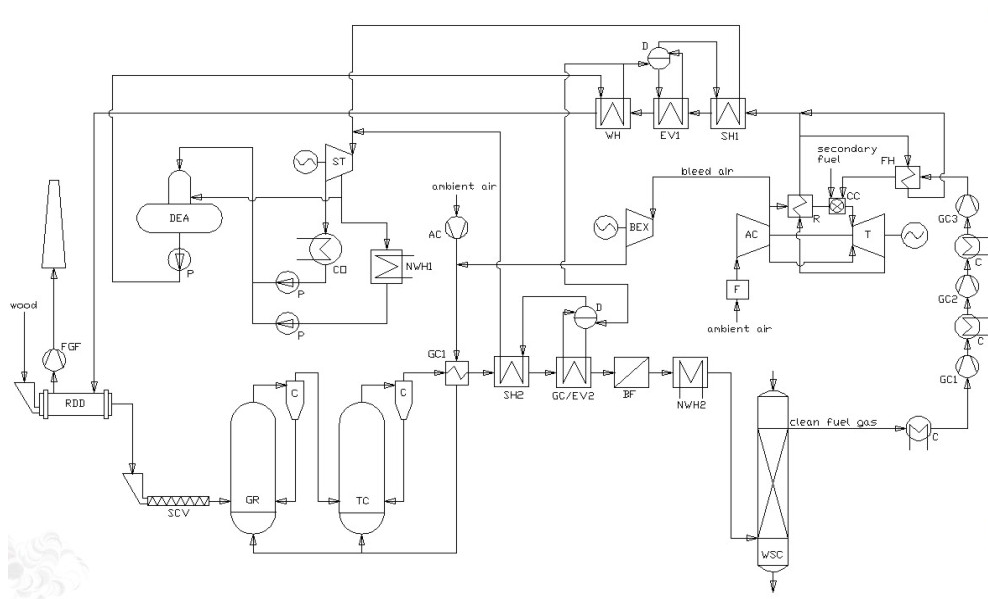 D
WH
EV1
SH1
ST
secondary
fuel
FH
bleed air
CC
ambient air
R
GC3
DEA
AC
BEX
AC
T
C
P
CO
NWH1
F
GC2
P
wood
D
ambient air
C
P
FGF
GC1
GC1
RDD
C
C
SH2
GC/EV2
BF
NWH2
clean fuel gas
C
GR
TC
SCV
WSC